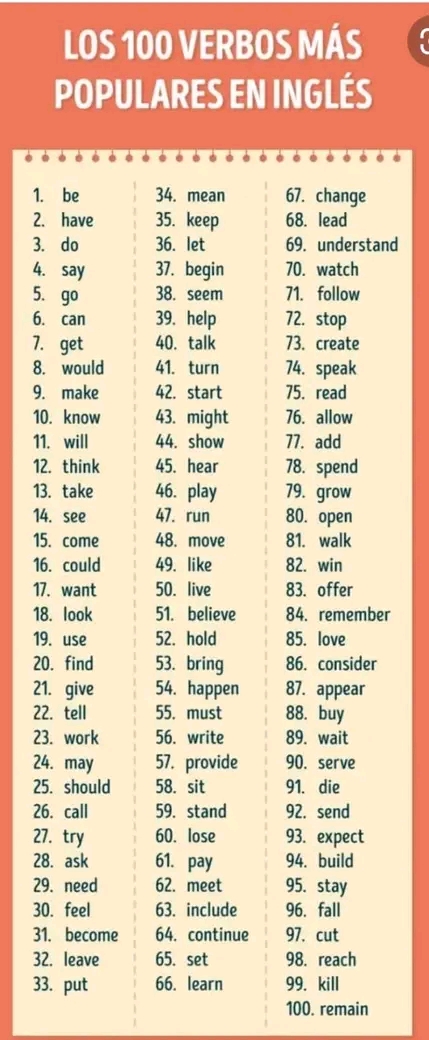 LOS 100 VERBOS MÁS
POPULARES EN INGLÉS
1. be
2. have
3. do
4. say
5. go
6. can
7. get
8. would
9. make
10. know
11. will
12. think
13. take
14. see
15. come
16. could
17. want
18. look
19. use
20. find
21. give
22. tell
23. work
24. may
25. should
26. call
27. try
28. ask
29. need
30. feel
31. become
32. leave
33. put
34. mean
35. keep
36. let
37. begin
38. seem
39. help
40. talk
41. turn
42. start
43. might
44. show
45. hear
46. play
47. run
48. move
49. like
50. live
51. believe
52. hold
53. bring
54. happen
55. must
56. write
57. provide
58. sit
59. stand
60. lose
61. pay
62. meet
63. include
64. continue
65. set
66. learn
67. change
68. lead
69. understand
70. watch
71. follow
72. stop
73. create
74. speak
75. read
76. allow
77. add
78. spend
79. grow
80. open
81. walk
82. win
83. offer
84. remember
85. love
86. consider
87. appear
88. buy
89. wait
90. serve
91. die
92. send
93. expect
94. build
95. stay
96. fall
97. cut
98. reach
99. kill
100. remain